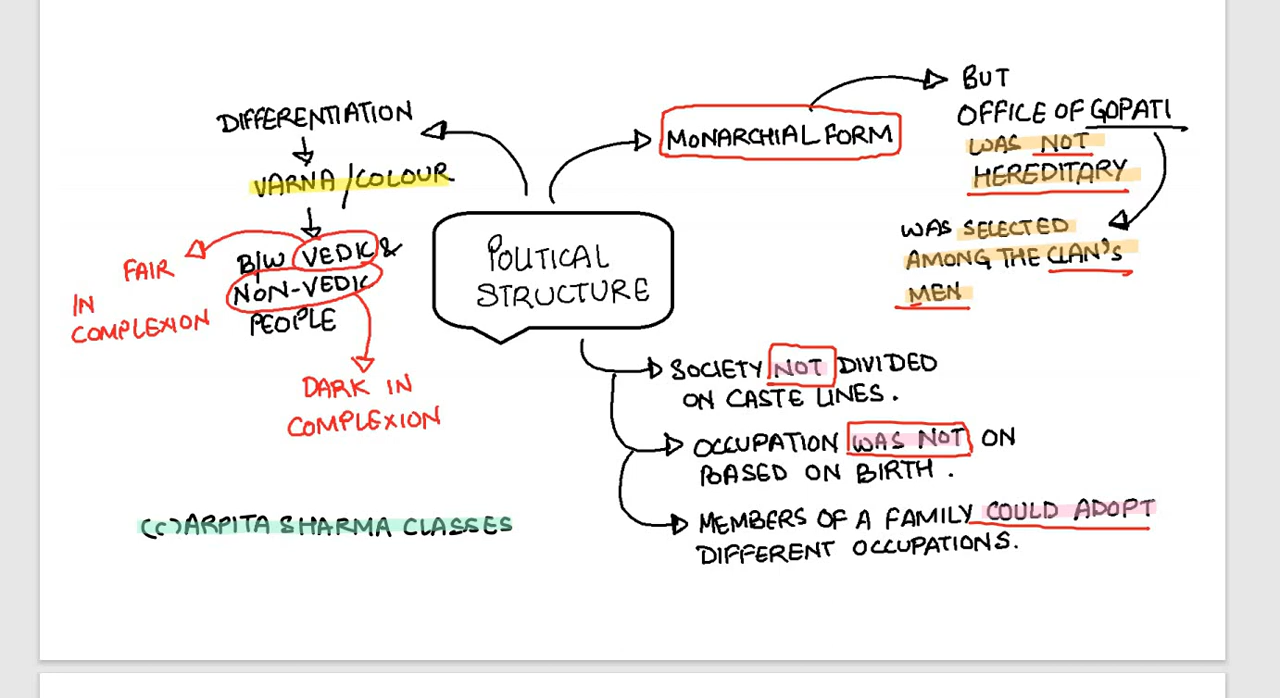 DIFFERENTIATION
VARNA/COLOUR
B/W VEDIC &
NON-VEDIC
PEOPLE
FAIR
IN
COMPLEXION
DARK IN
COMPLEXION
POLITICAL
STRUCTURE
MONARCHIAL FORM
BUT
OFFICE OF GOPATI
WAS NOT
HEREDITARY
WAS SELECTED
AMONG THE CLAN'S
MEN
SOCIETY NOT DIVIDED
ON CASTE LINES.
OCCUPATION WAS NOT ON
BASED ON BIRTH.
MEMBERS OF A FAMILY COULD ADOPT
DIFFERENT OCCUPATIONS.
(C)ARPITA SHARMA CLASSES